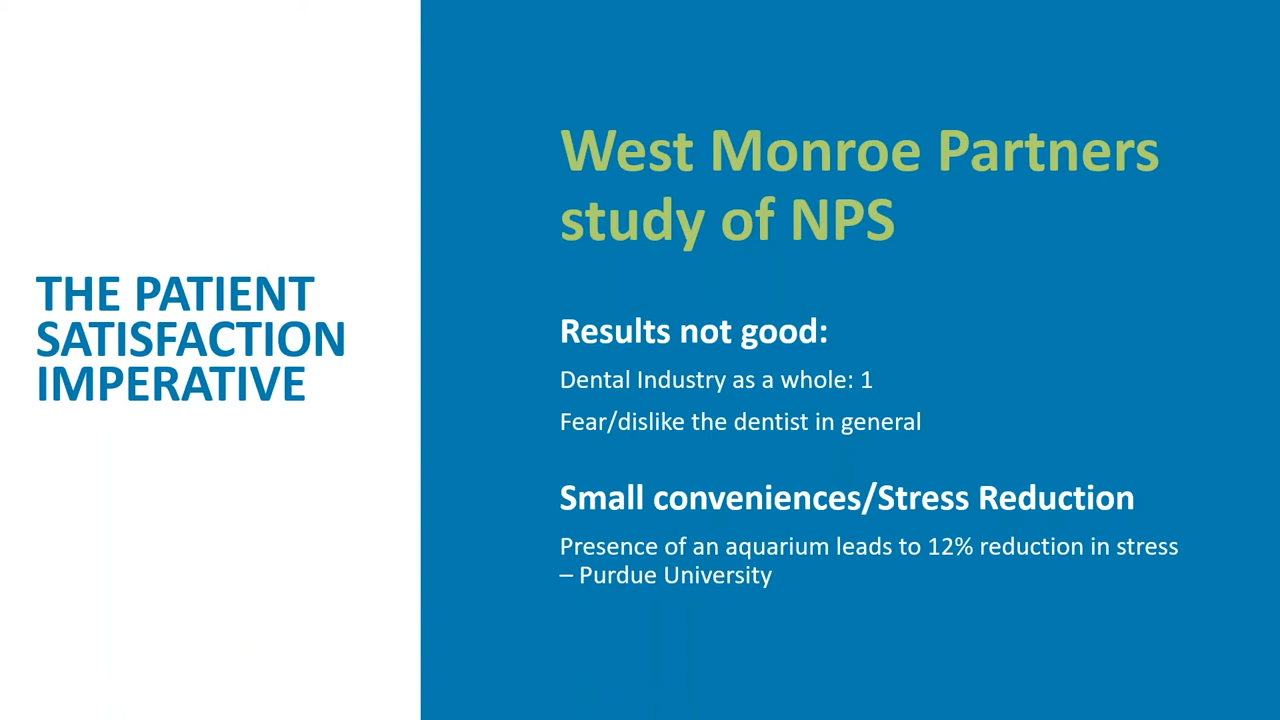 THE PATIENT
SATISFACTION
IMPERATIVE
West Monroe Partners
study of NPS
Results not good:
Dental Industry as a whole: 1
Fear/dislike the dentist in general
Small conveniences/Stress Reduction
Presence of an aquarium leads to 12% reduction in stress
– Purdue University